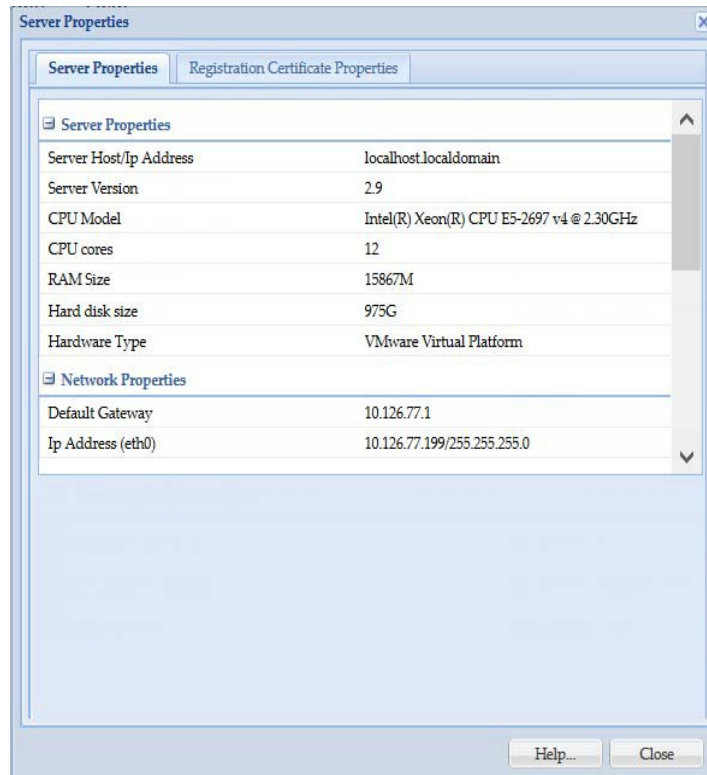 Server Properties
Server Properties
Registration Certificate Properties
Server Properties
Server Host/Ip Address localhost.localdomain
Server Version 2.9
CPU Model Intel(R) Xeon(R) CPU E5-2697 v4 @ 2.30GHz
CPU cores 12
RAM Size 15867M
Hard disk size 975G
Hardware Type VMware Virtual Platform
Network Properties
Default Gateway 10.126.77.1
Ip Address (eth0) 10.126.77.199/255.255.255.0
Help... Close